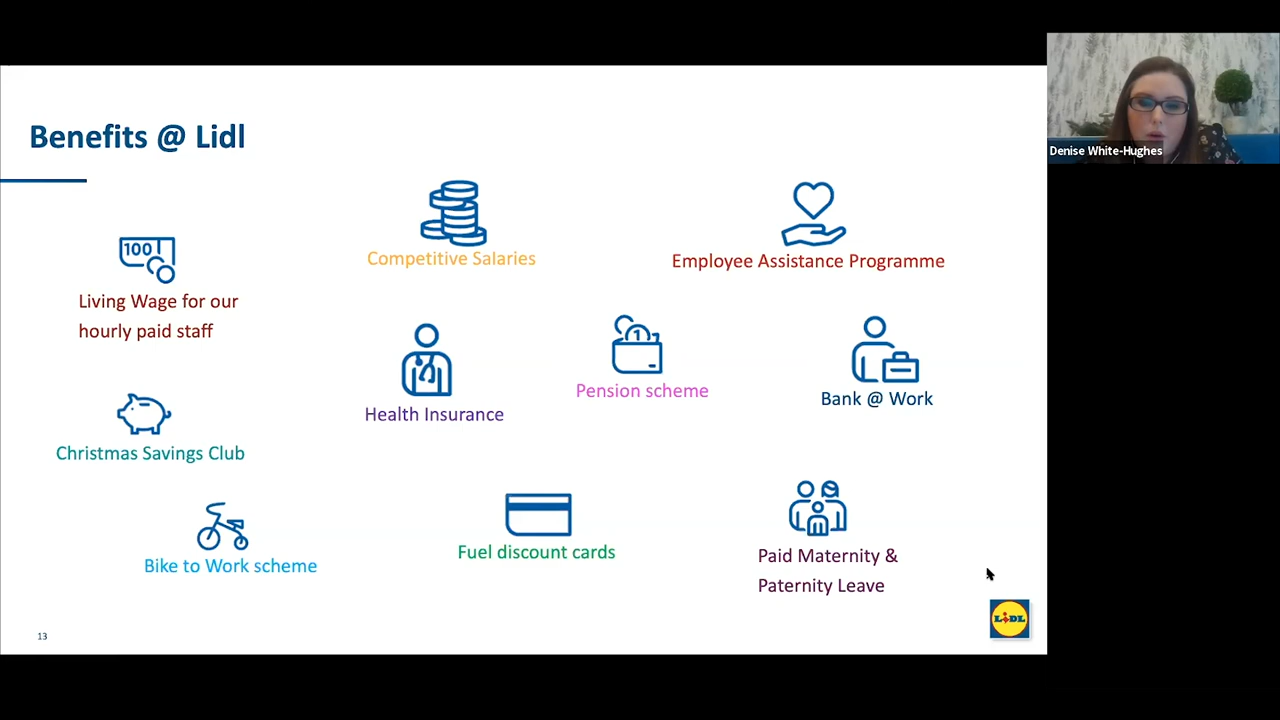 Benefits @ Lidl
Denise White-Hughes
Competitive Salaries
Employee Assistance Programme
100
Living Wage for our
hourly paid staff
1
Pension scheme
Bank @ Work
Health Insurance
Christmas Savings Club
Bike to Work scheme
Fuel discount cards
Paid Maternity &
Paternity Leave
13
LiDL